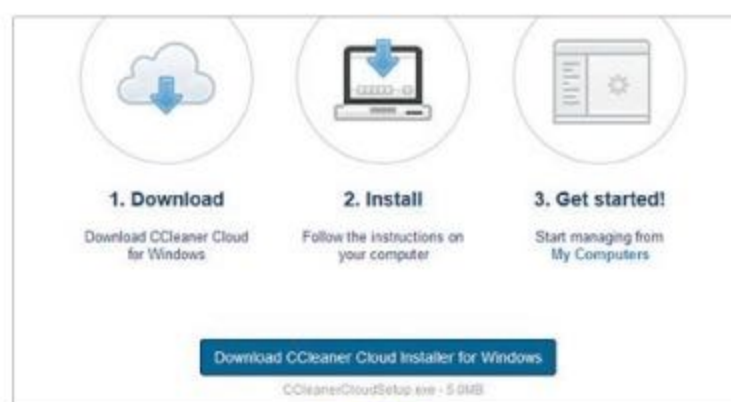 1. Download
2. Install
3. Get started!
Download CCleaner Cloud
for Windows
Follow the instructions on
your computer
Start managing from
My Computers
Download CCleaner Cloud Installer for Windows
CCleanerCloudSetup.exe - 5.0MB